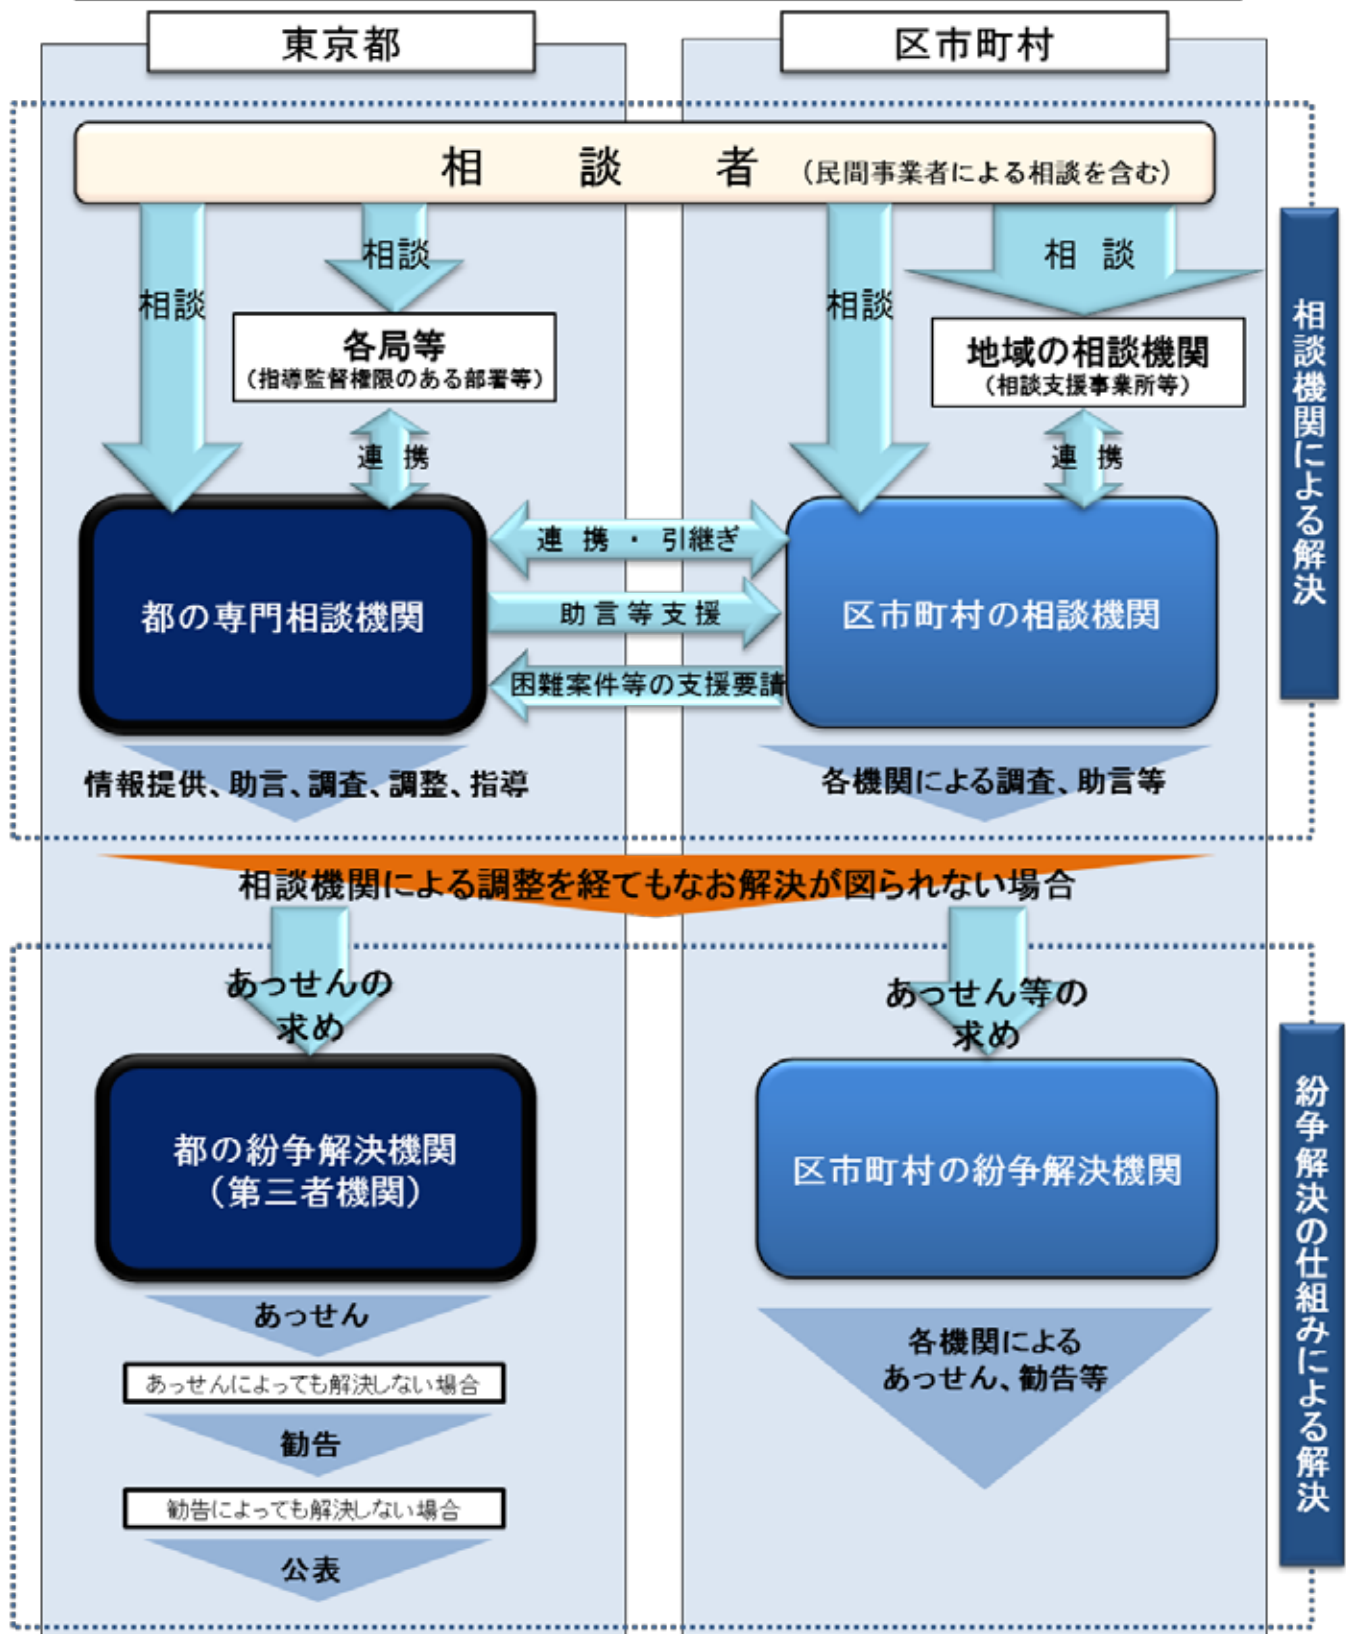 東京都
区市町村
相談者（民間事業者による相談を含む）
相談
相談
相談
相談
各局等
（指導監督権限のある部署等）
地域の相談機関
（相談支援事業所等）
連携
連携
都の専門相談機関
連携・引継ぎ
助言等支援
困難案件等の支援要請
区市町村の相談機関
情報提供、助言、調査、調整、指導
各機関による調査、助言等
相談機関による解決
相談機関による調整を経てもなお解決が図られない場合
あっせんの
求め
あっせん等の
求め
都の紛争解決機関
（第三者機関）
区市町村の紛争解決機関
あっせん
あっせんによっても解決しない場合
勧告
勧告によっても解決しない場合
公表
各機関による
あっせん、勧告等
紛争解決の仕組みによる解決